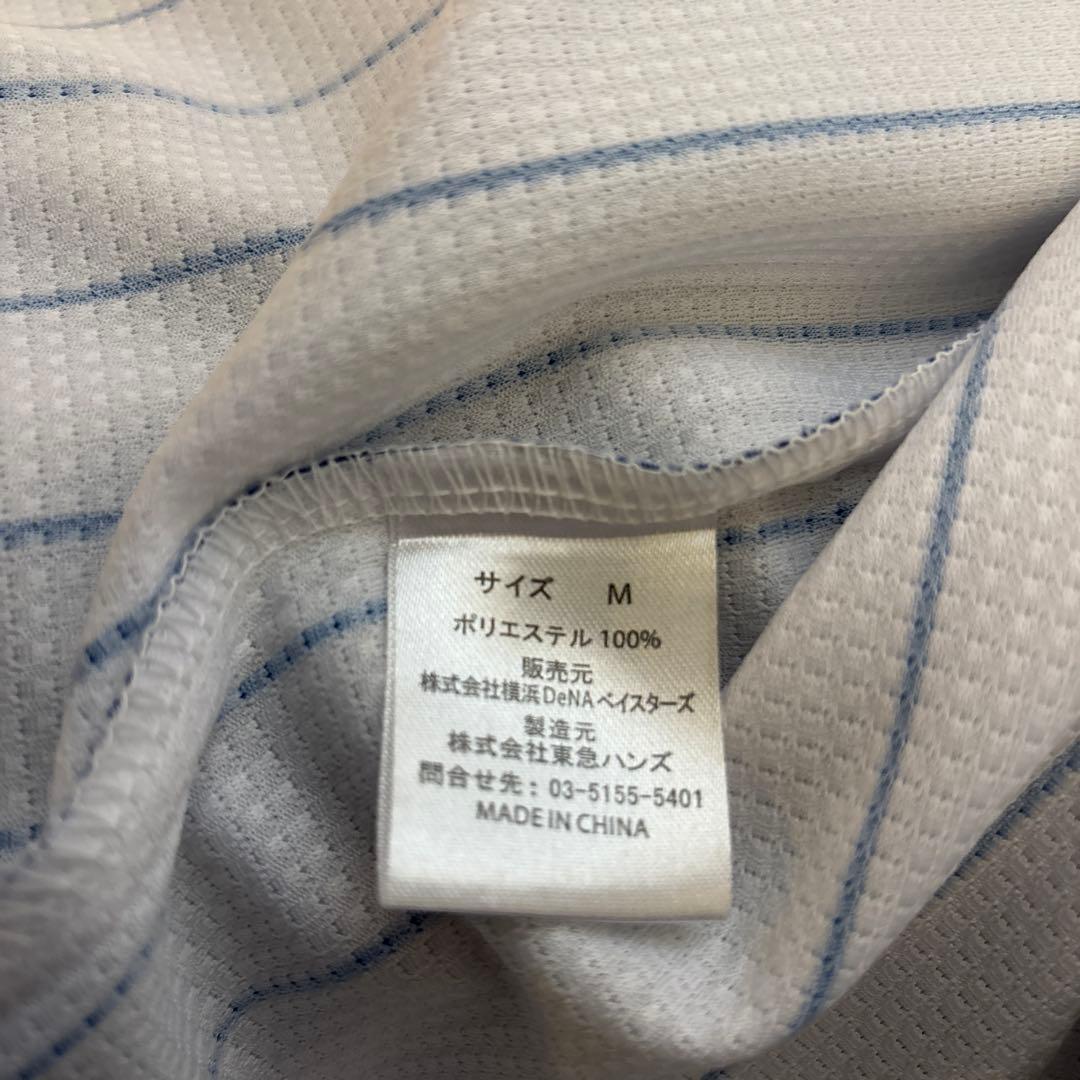 サイズ M
ポリエステル 100%
販売元
株式会社横浜DeNAベイスターズ
製造元
株式会社東急ハンズ
問合せ先：03-5155-5401
MADE IN CHINA